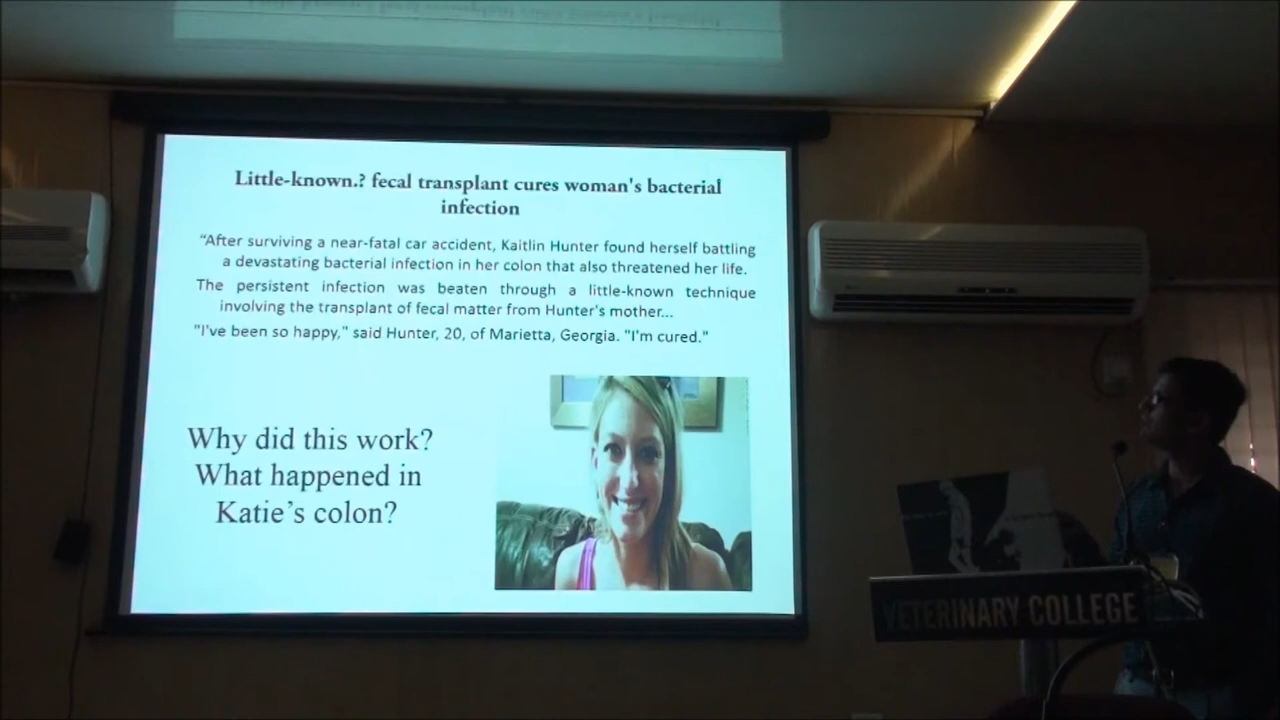 Little-known.? fecal transplant cures woman's bacterial
infection
“After surviving a near-fatal car accident, Kaitlin Hunter found herself battling
a devastating bacterial infection in her colon that also threatened her life.
The persistent infection was beaten through a little-known technique
involving the transplant of fecal matter from Hunter's mother...
"I've been so happy," said Hunter, 20, of Marietta, Georgia. "I'm cured."
Why did this work?
What happened in
Katie’s colon?
VETERINARY COLLEGE